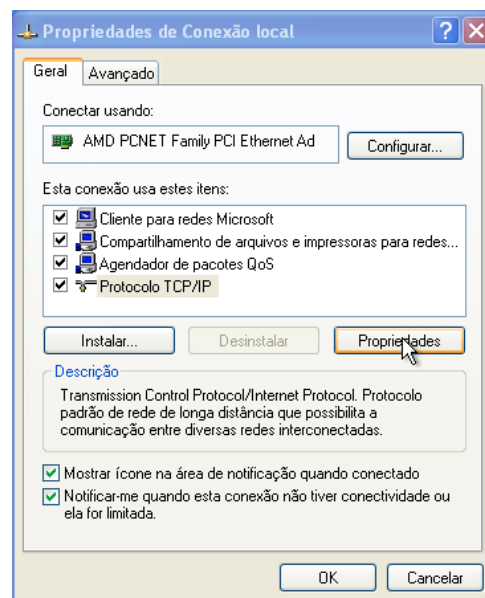 Propriedades de Conexão local
Geral
Avançado
Conectar usando:
AMD PCNET Family PCI Ethernet Ad
Configurar...
Esta conexão usa estes itens:
Cliente para redes Microsoft
Compartilhamento de arquivos e impressoras para redes...
Agendador de pacotes QoS
Protocolo TCP/IP
Instalar...
Desinstalar
Propriedades
Descrição
Transmission Control Protocol/Internet Protocol. Protocolo
padrão de rede de longa distância que possibilita a
comunicação entre diversas redes interconectadas.
Mostrar ícone na área de notificação quando conectado
Notificar-me quando esta conexão não tiver conectividade ou
ela for limitada.
OK
Cancelar